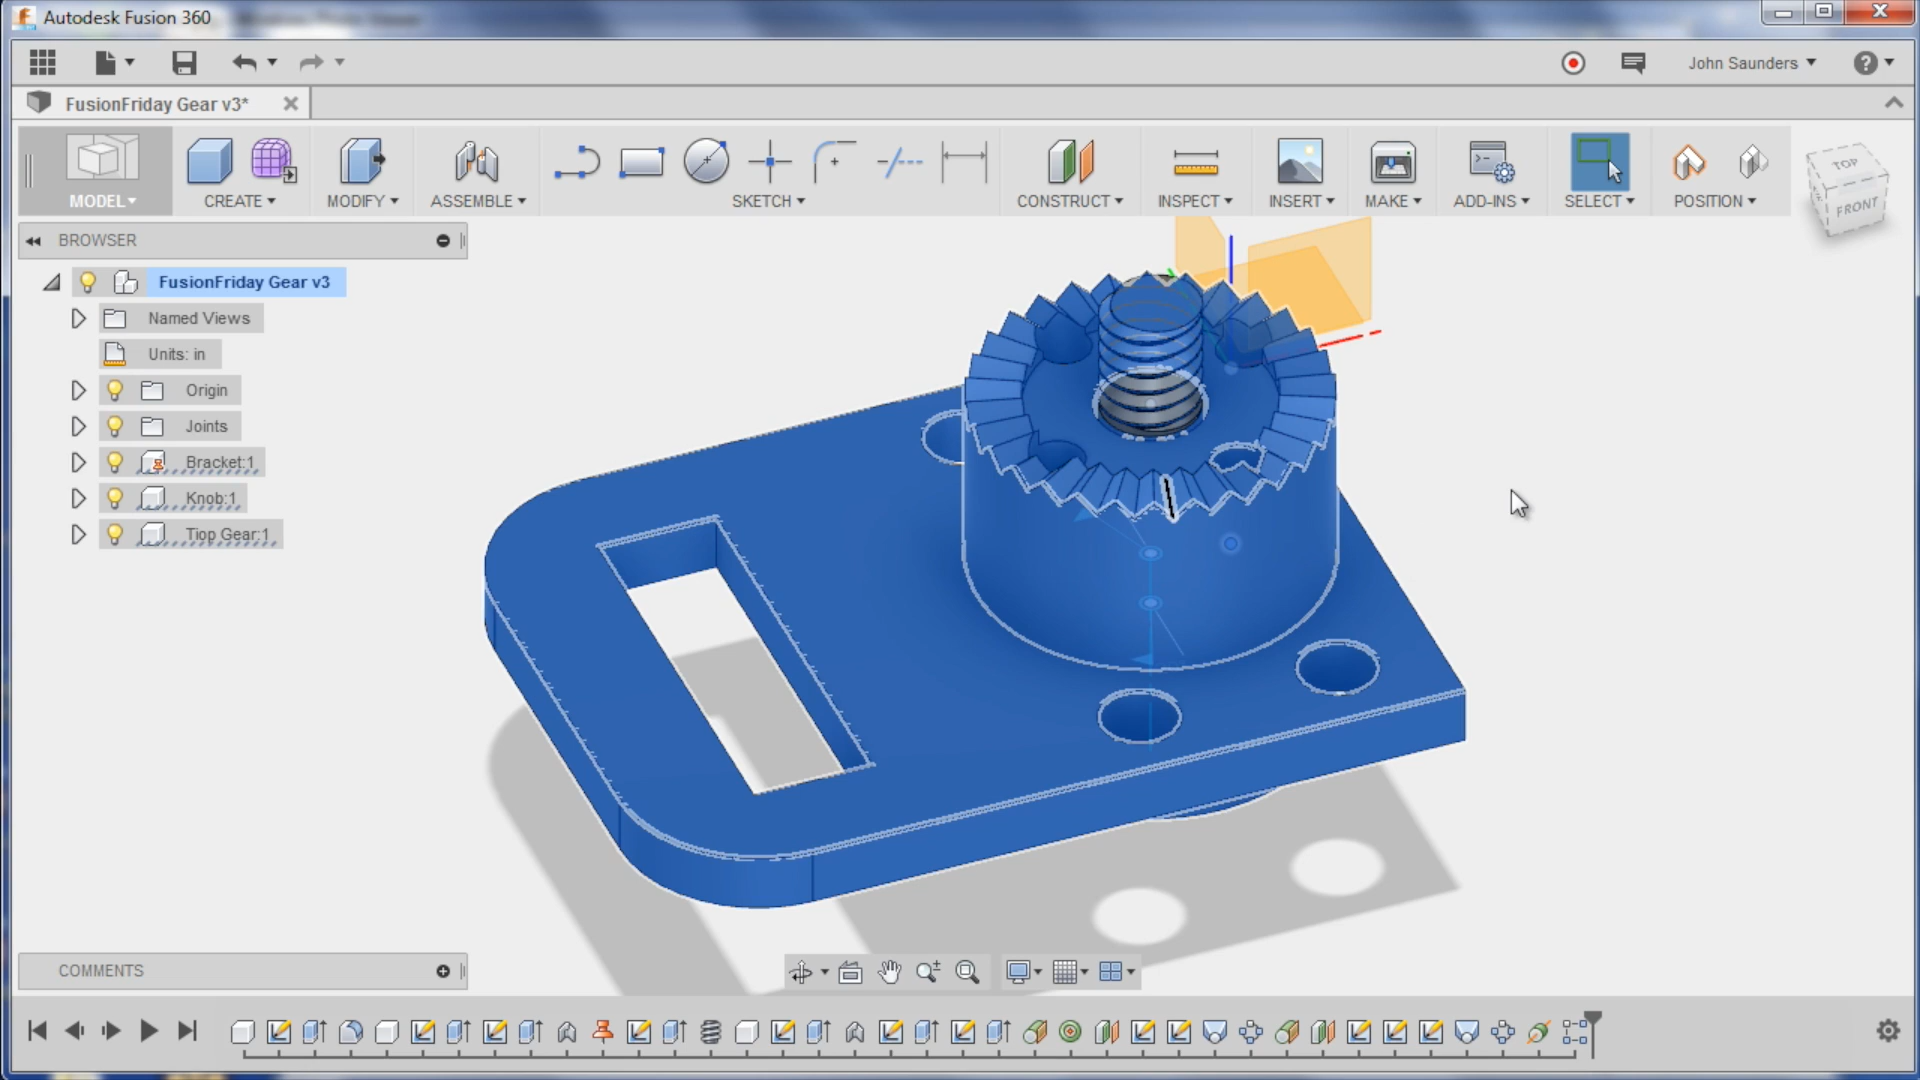 Autodesk Fusion 360
John Saunders
FusionFriday Gear v3*
MODEL
CREATE
MODIFY
ASSEMBLE
SKETCH
CONSTRUCT
INSPECT
INSERT
MAKE
ADD-INS
SELECT
POSITION
TOP
FRONT
BROWSER
FusionFriday Gear v3
Named Views
Units: in
Origin
Joints
Bracket:1
Knob:1
Tiop Gear:1
COMMENTS